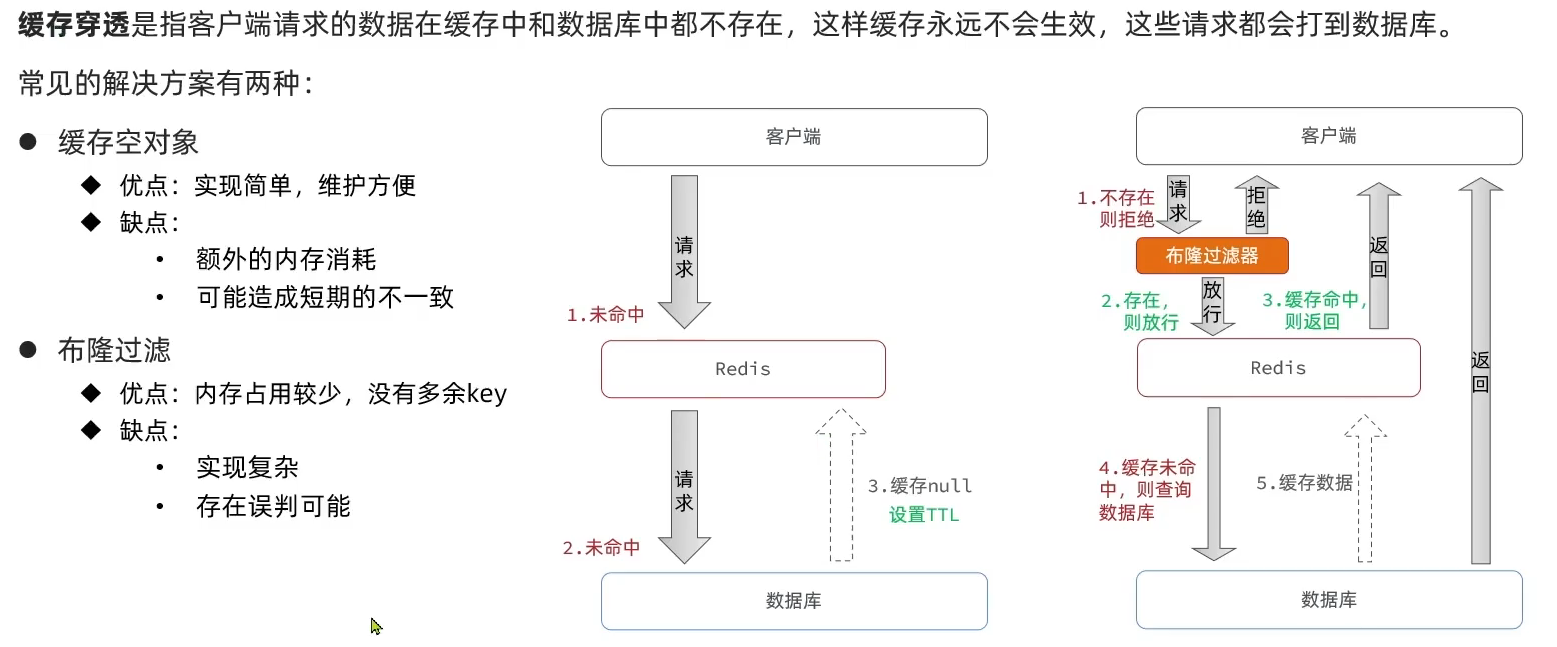 缓存穿透是指客户端请求的数据在缓存中和数据库中都不存在，这样缓存永远不会生效，这些请求都会打到数据库。
常见的解决方案有两种：
● 缓存空对象
◆ 优点：实现简单，维护方便
◆ 缺点：
• 额外的内存消耗
• 可能造成短期的不一致
● 布隆过滤
◆ 优点：内存占用较少，没有多余key
◆ 缺点：
• 实现复杂
• 存在误判可能
客户端
请求
1.未命中
Redis
请求
2.未命中
3.缓存null
设置TTL
数据库
客户端
1.不存在
则拒绝
请求
拒绝
布隆过滤器
2.存在，
则放行
放行
3.缓存命中，
则返回
返回
Redis
4.缓存未命
中，则查询
数据库
5.缓存数据
返回
数据库